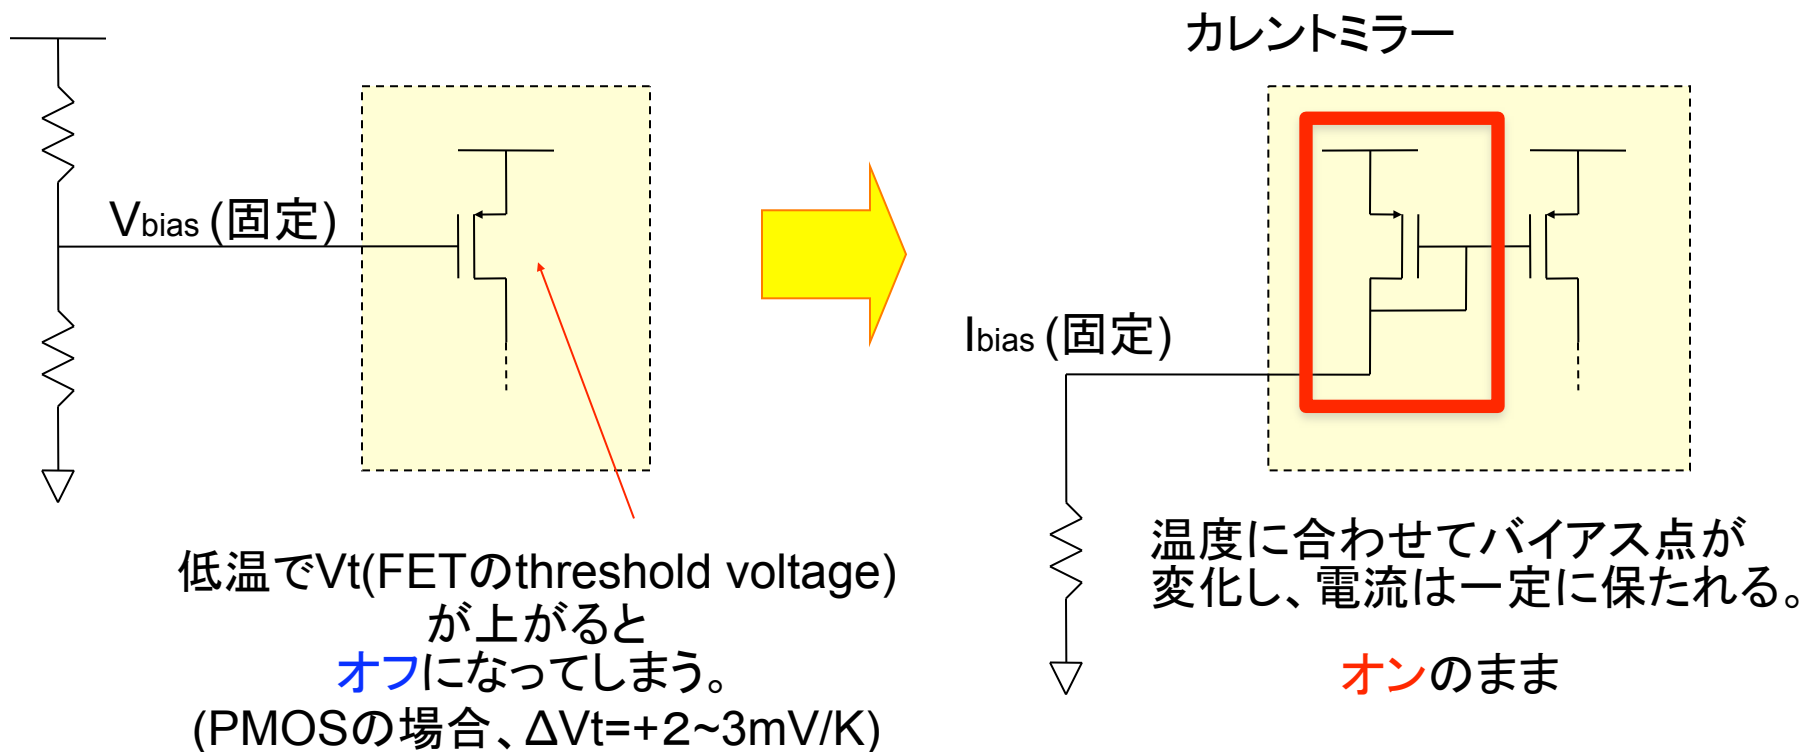 カレントミラー
Vbias (固定)
Ibias (固定)
低温でVt(FETのthreshold voltage)
が上がると
オフになってしまう。
(PMOSの場合、ΔVt=+2~3mV/K)
温度に合わせてバイアス点が
変化し、電流は一定に保たれる。
オンのまま